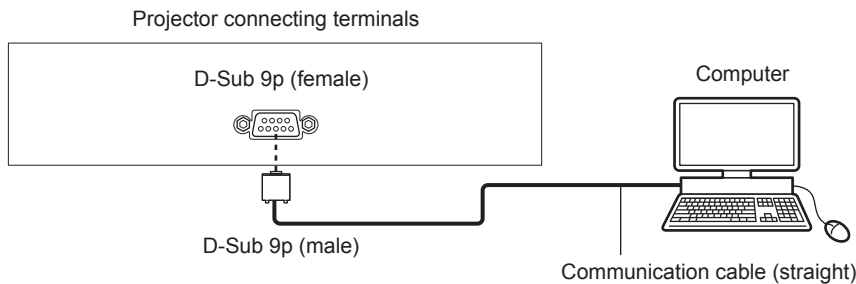 Projector connecting terminals
D-Sub 9p (female)
Computer
D-Sub 9p (male)
Communication cable (straight)